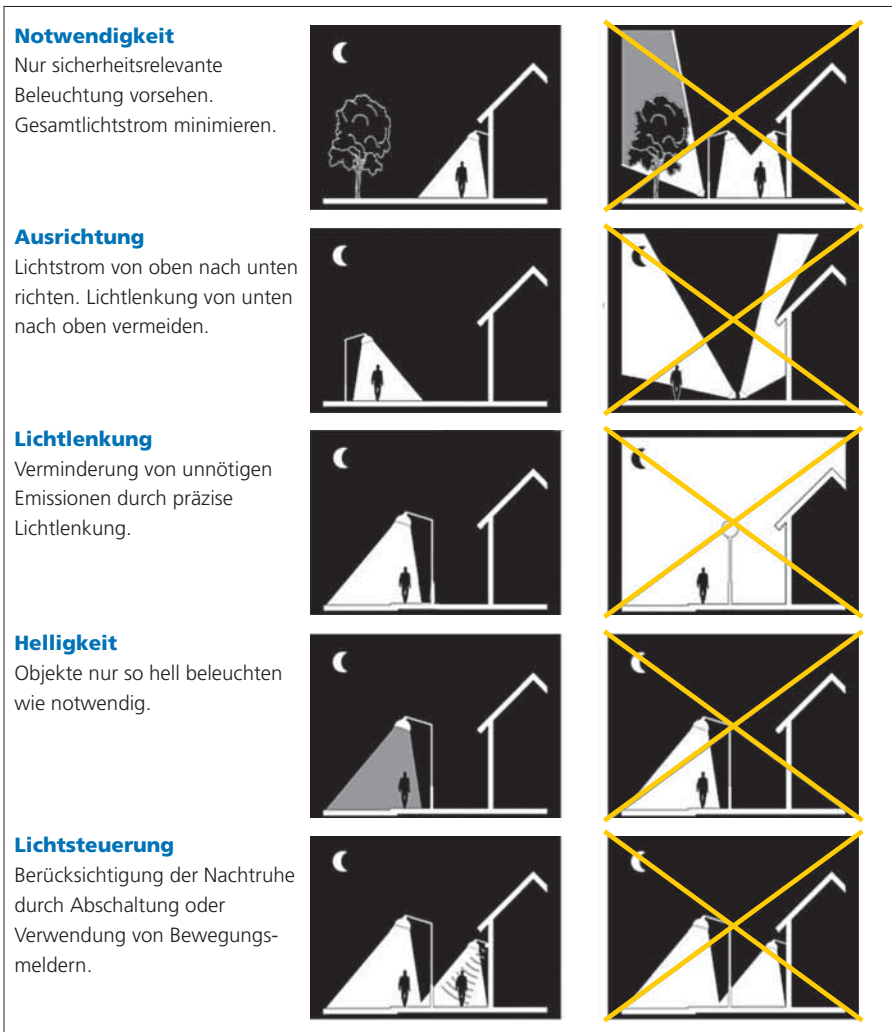 Notwendigkeit
Nur sicherheitsrelevante
Beleuchtung vorsehen.
Gesamtlichtstrom minimieren.
Ausrichtung
Lichtstrom von oben nach unten
richten. Lichtlenkung von unten
nach oben vermeiden.
Lichtlenkung
Verminderung von unnötigen
Emissionen durch präzise
Lichtlenkung.
Helligkeit
Objekte nur so hell beleuchten
wie notwendig.
Lichtsteuerung
Berücksichtigung der Nachtruhe
durch Abschaltung oder
Verwendung von Bewegungs-
meldern.